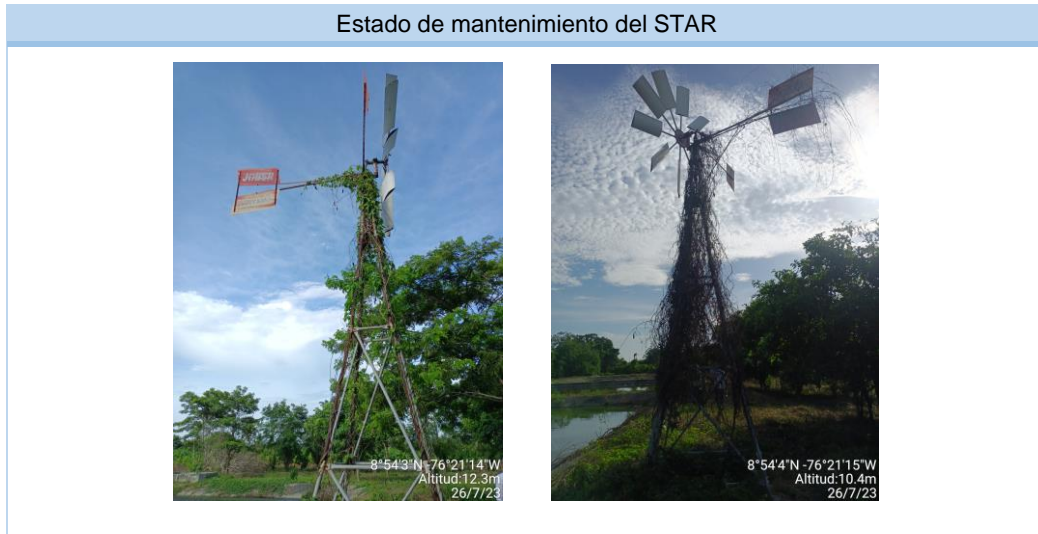 Estado de mantenimiento del STAR
JOBER
8°54'3"N -76°21'14"W
Altitud:12.3m
26/7/23
8°54'4"N -76°21'15"W
Altitud:10.4m
26/7/23